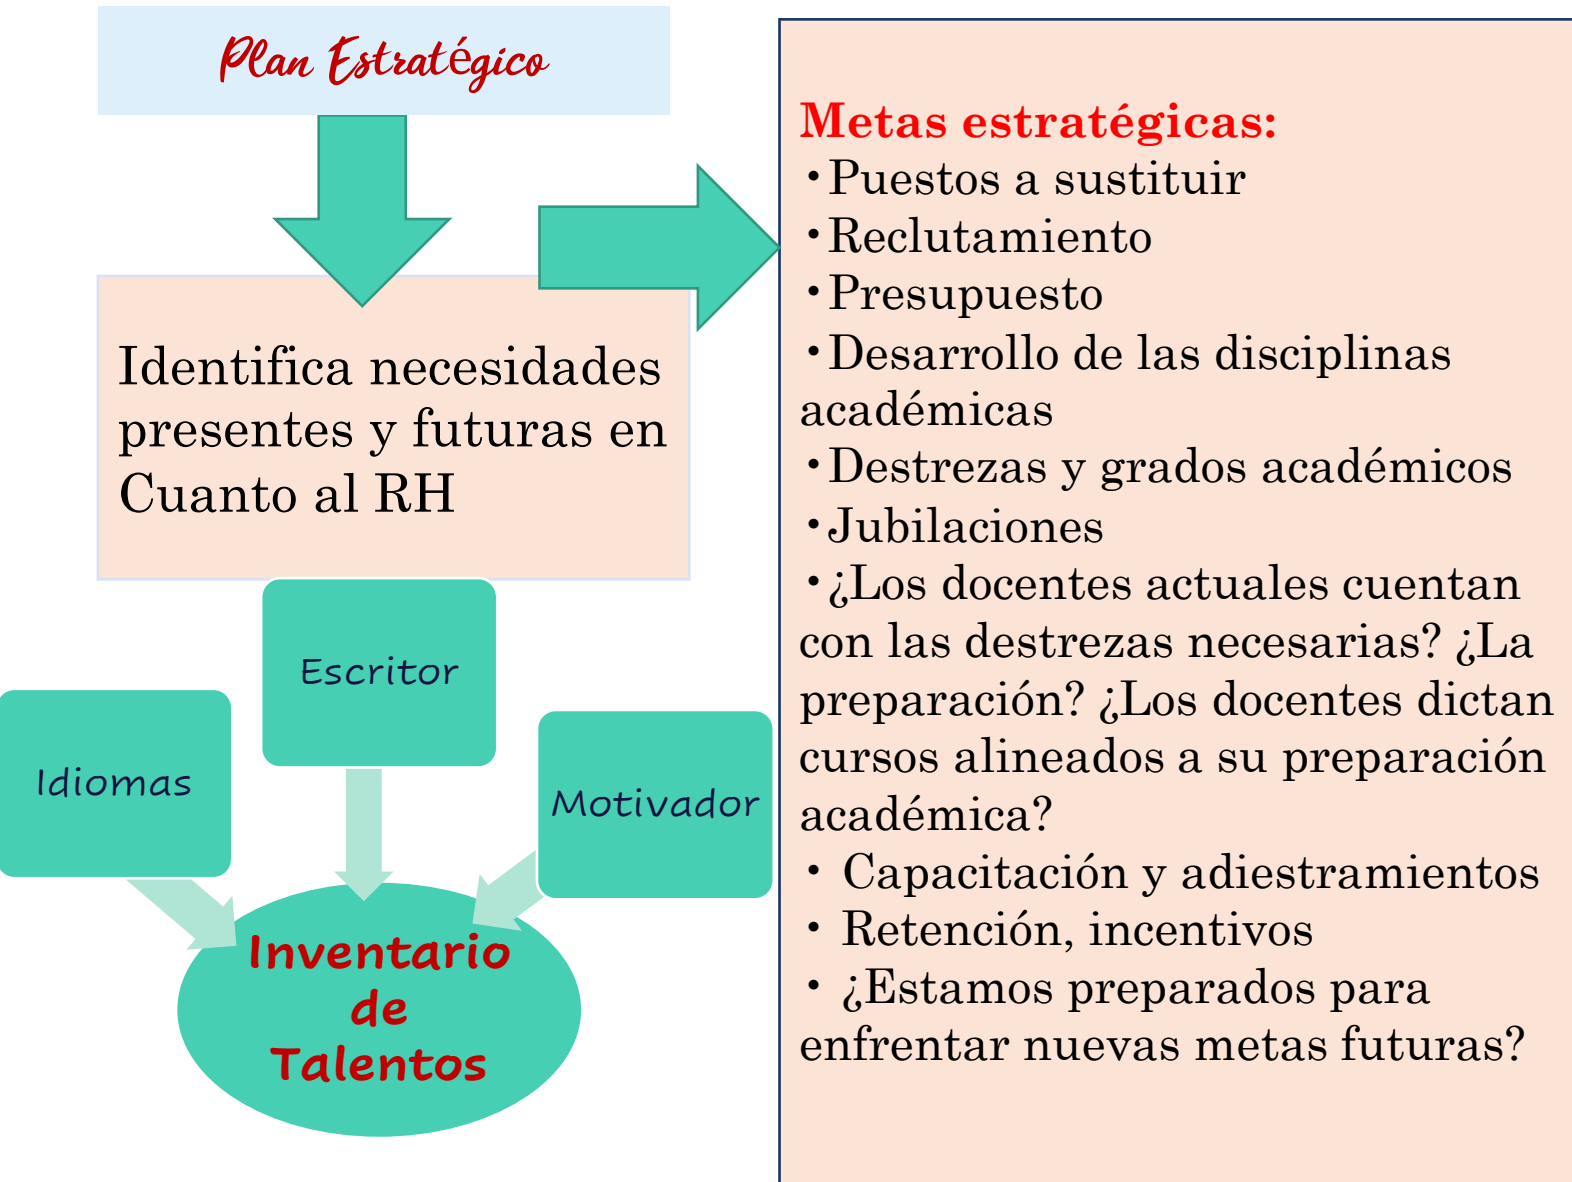 Plan Estratégico
Identifica necesidades
presentes y futuras en
Cuanto al RH
Escritor
Idiomas
Motivador
Inventario
de
Talentos
Metas estratégicas:
•Puestos a sustituir
•Reclutamiento
•Presupuesto
•Desarrollo de las disciplinas
académicas
•Destrezas y grados académicos
•Jubilaciones
•¿Los docentes actuales cuentan
con las destrezas necesarias? ¿La
preparación? ¿Los docentes dictan
cursos alineados a su preparación
académica?
• Capacitación y adiestramientos
• Retención, incentivos
• ¿Estamos preparados para
enfrentar nuevas metas futuras?